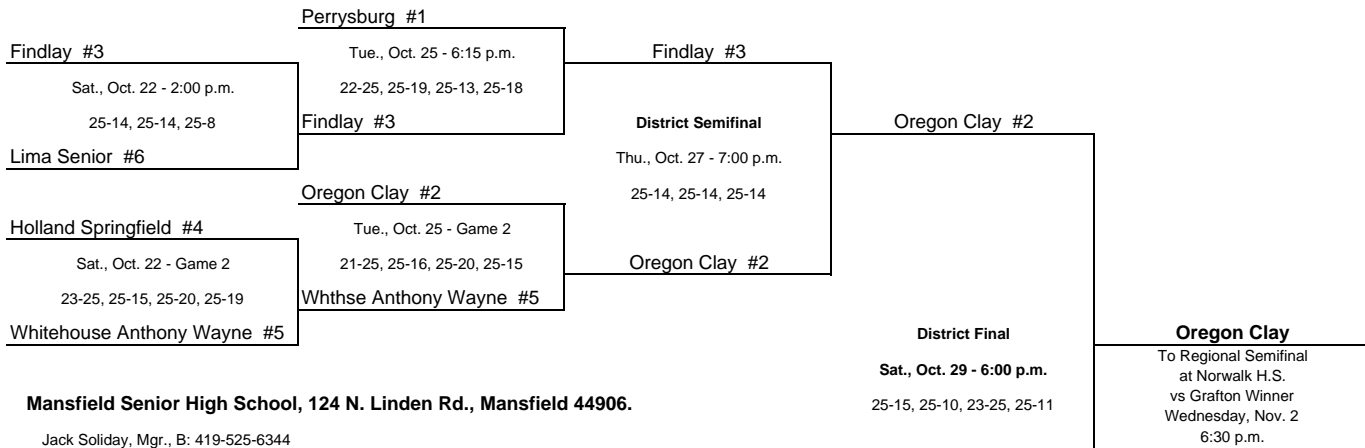 Perrysburg #1
Findlay #3
Tue., Oct. 25 - 6:15 p.m.
Findlay #3
Sat., Oct. 22 - 2:00 p.m.
22-25, 25-19, 25-13, 25-18
25-14, 25-14, 25-8
Findlay #3
District Semifinal
Oregon Clay #2
Lima Senior #6
Thu., Oct. 27 - 7:00 p.m.
Oregon Clay #2
25-14, 25-14, 25-14
Holland Springfield #4
Tue., Oct. 25 - Game 2
Sat., Oct. 22 - Game 2
21-25, 25-16, 25-20, 25-15
Oregon Clay #2
23-25, 25-15, 25-20, 25-19
Whthse Anthony Wayne #5
Whitehouse Anthony Wayne #5
District Final
Oregon Clay
To Regional Semifinal
Sat., Oct. 29 - 6:00 p.m.
at Norwalk H.S.
Mansfield Senior High School, 124 N. Linden Rd., Mansfield 44906.
25-15, 25-10, 23-25, 25-11
vs Grafton Winner
Wednesday, Nov. 2
Jack Soliday, Mgr., B: 419-525-6344
6:30 p.m.